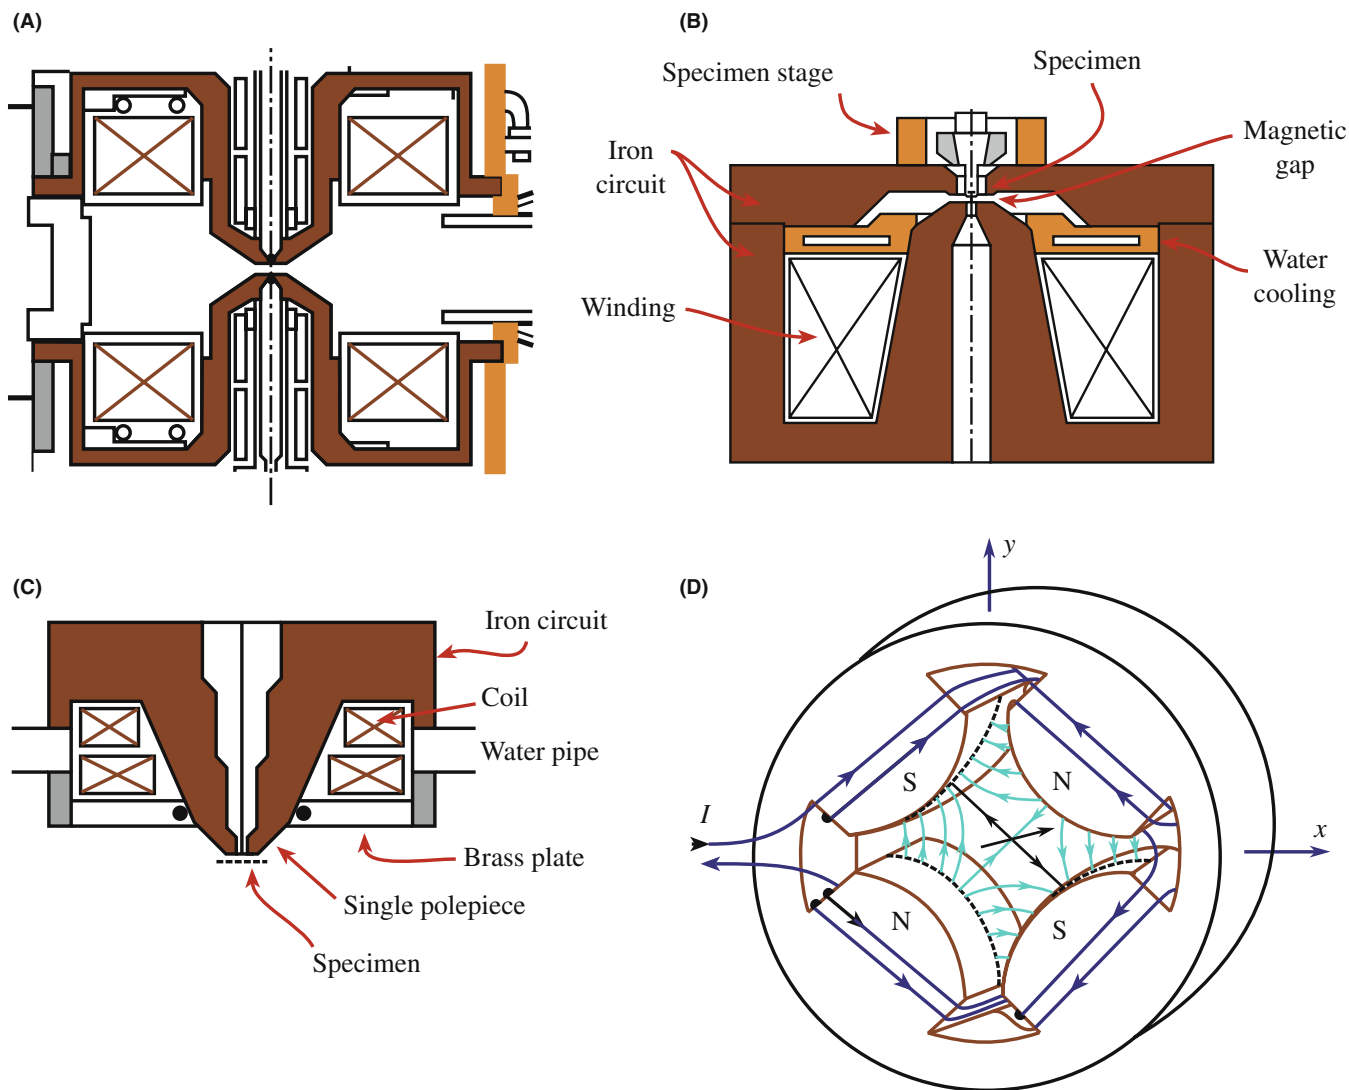 (A)
(B)
Specimen stage
Specimen
Iron
circuit
Magnetic
gap
Winding
Water
cooling
(C)
Iron circuit
Coil
Water pipe
Brass plate
Single polepiece
Specimen
(D)
y
S
N
I
x
N
S